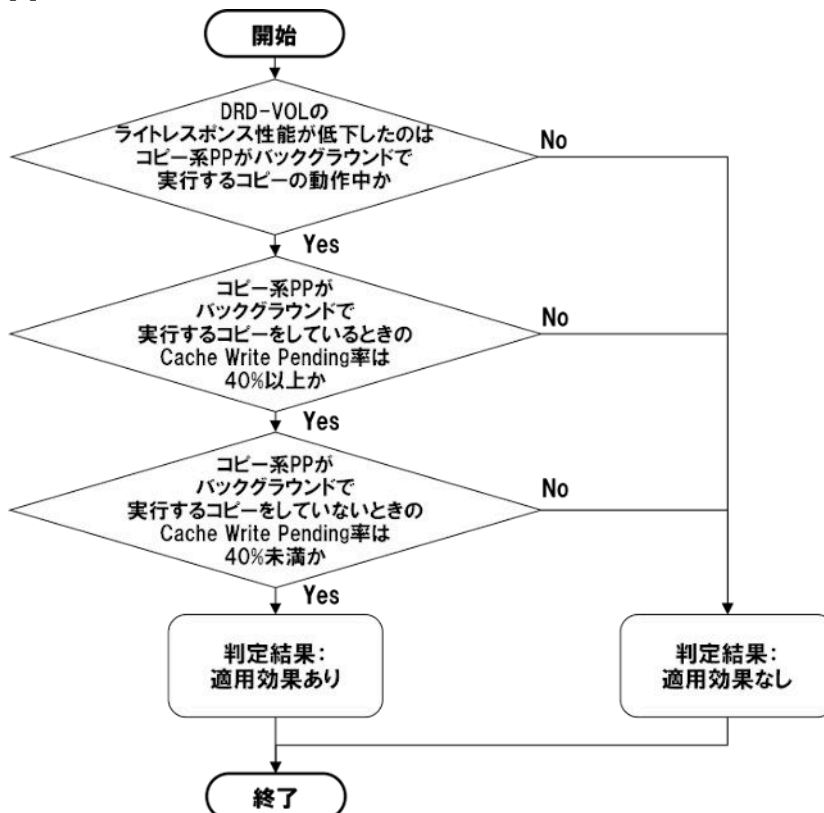 開始
DRD-VOLの
ライトレスポンス性能が低下したのは
コピー系PPがバックグラウンドで
実行するコピーの動作中か
No
Yes
コピー系PPが
バックグラウンドで
実行するコピーをしているときの
Cache Write Pending率は
40%以上か
No
Yes
コピー系PPが
バックグラウンドで
実行するコピーをしていないときの
Cache Write Pending率は
40%未満か
No
Yes
判定結果:
適用効果あり
判定結果:
適用効果なし
終了